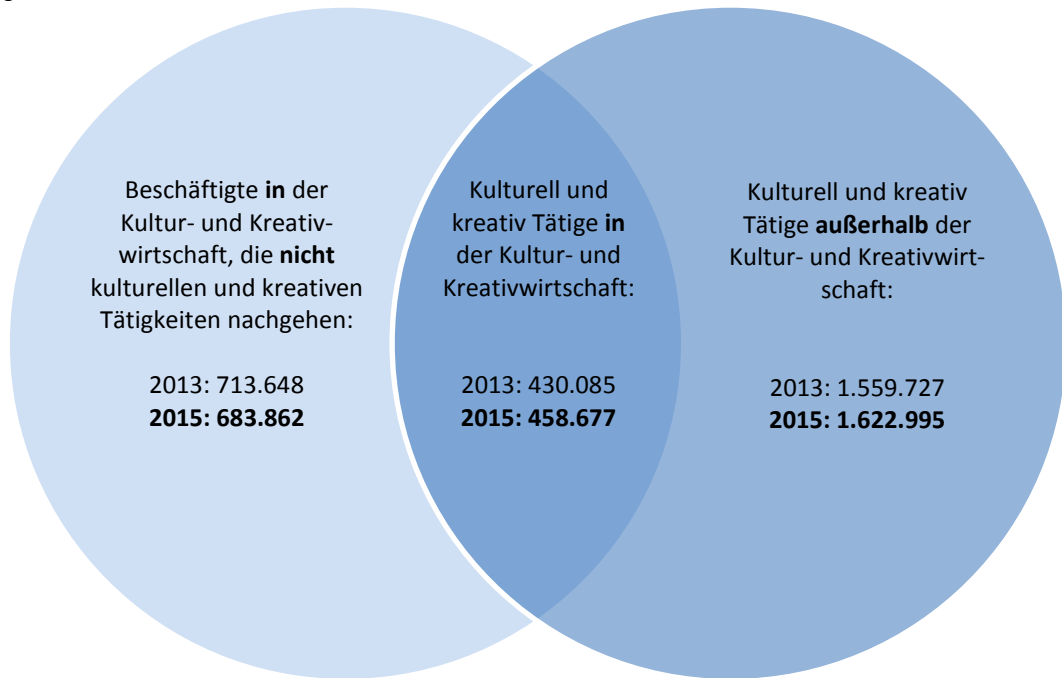 Beschäftigte in der
Kultur- und Kreativ-
wirtschaft, die nicht
kulturellen und kreativen
Tätigkeiten nachgehen:
2013: 713.648
2015: 683.862
Kulturell und
kreativ Tätige in
der Kultur- und
Kreativwirtschaft:
2013: 430.085
2015: 458.677
Kulturell und kreativ
Tätige außerhalb der
Kultur- und Kreativwirt-
schaft:
2013: 1.559.727
2015: 1.622.995